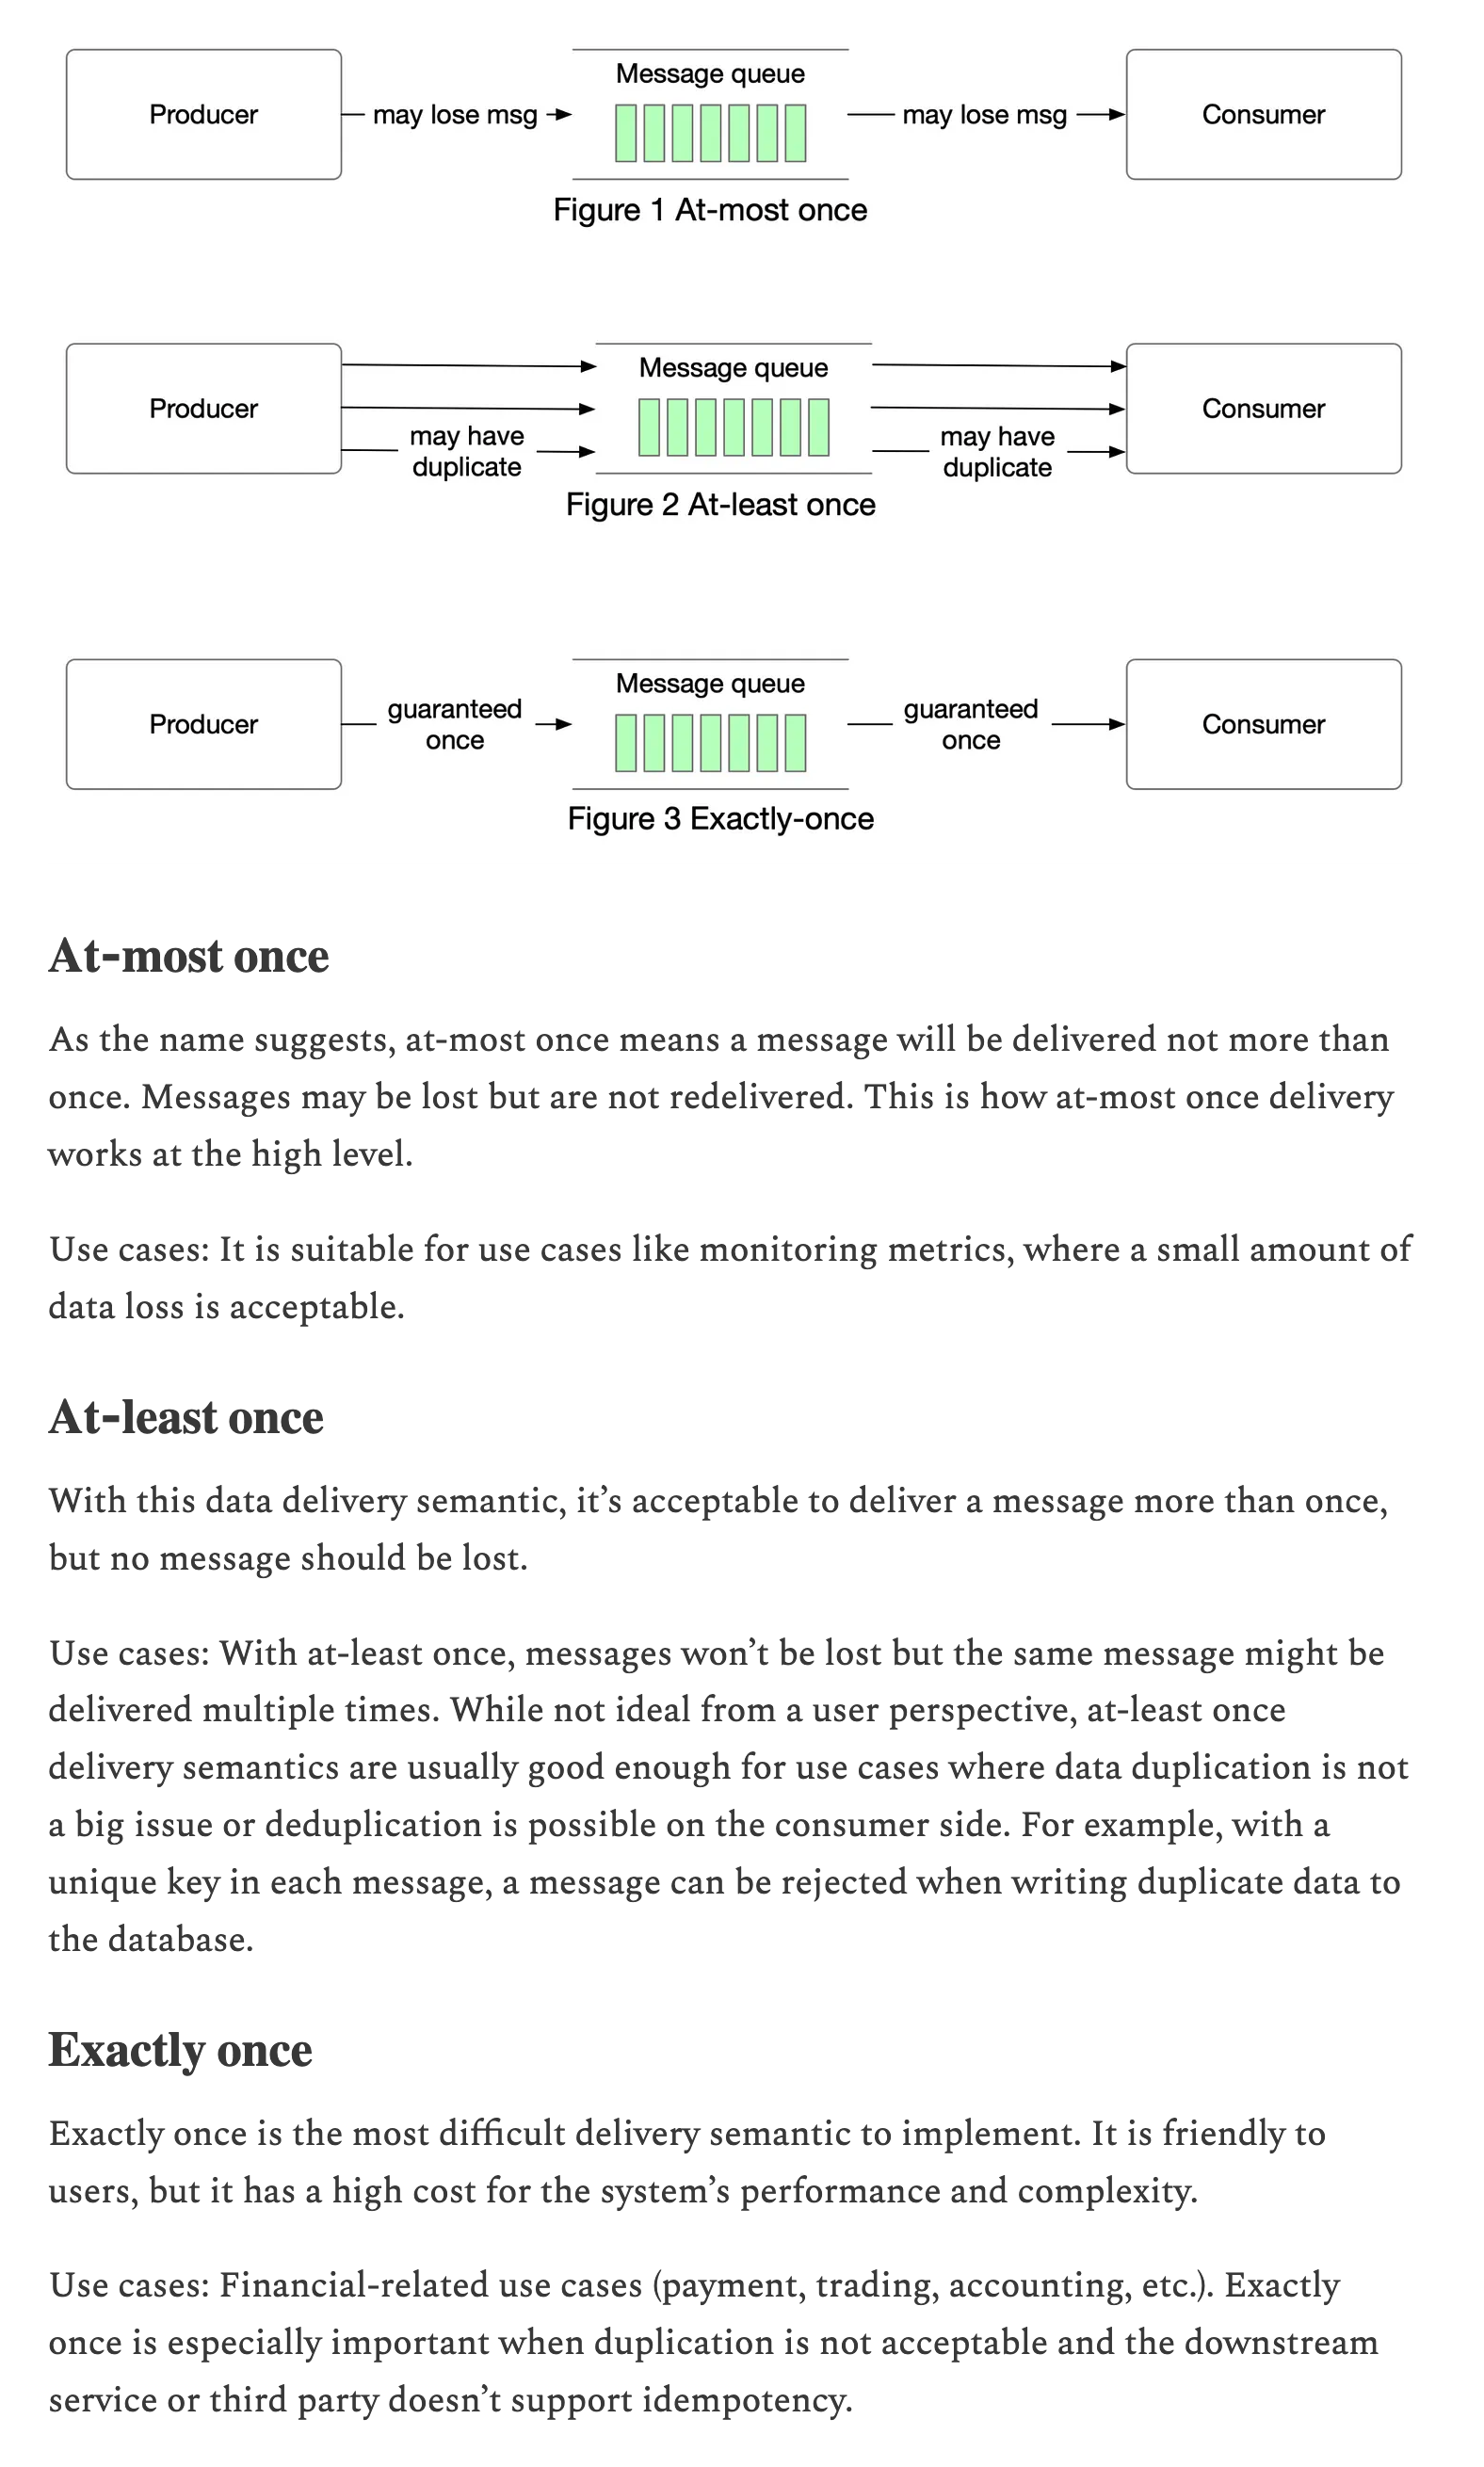 Producer
may lose msg
Message queue
may lose msg
Consumer
Figure 1 At-most once
Producer
may have
duplicate
Message queue
may have
duplicate
Consumer
Figure 2 At-least once
Producer
guaranteed
once
Message queue
guaranteed
once
Consumer
Figure 3 Exactly-once
At-most once
As the name suggests, at-most once means a message will be delivered not more than
once. Messages may be lost but are not redelivered. This is how at-most once delivery
works at the high level.
Use cases: It is suitable for use cases like monitoring metrics, where a small amount of
data loss is acceptable.
At-least once
With this data delivery semantic, it’s acceptable to deliver a message more than once,
but no message should be lost.
Use cases: With at-least once, messages won’t be lost but the same message might be
delivered multiple times. While not ideal from a user perspective, at-least once
delivery semantics are usually good enough for use cases where data duplication is not
a big issue or deduplication is possible on the consumer side. For example, with a
unique key in each message, a message can be rejected when writing duplicate data to
the database.
Exactly once
Exactly once is the most difficult delivery semantic to implement. It is friendly to
users, but it has a high cost for the system’s performance and complexity.
Use cases: Financial-related use cases (payment, trading, accounting, etc.). Exactly
once is especially important when duplication is not acceptable and the downstream
service or third party doesn’t support idempotency.